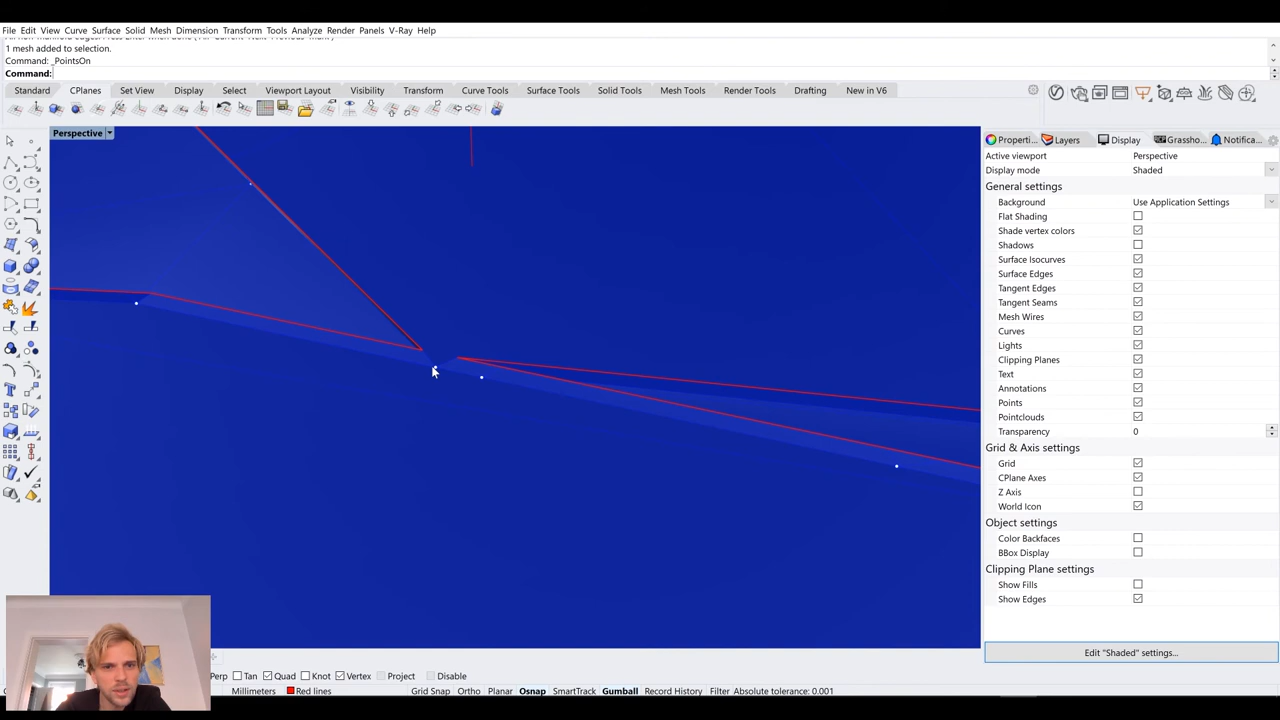 File Edit View Curve Surface Solid Mesh Dimension Transform Tools Analyze Render Panels V-Ray Help
1 mesh added to selection.
Command: _PointsOn
Command:
Standard CPlanes Set View Display Select Viewport Layout Visibility Transform Curve Tools Surface Tools Solid Tools Mesh Tools Render Tools Drafting New in V6
Perspective
Properti... Layers Display Grassho... Notifica...
Active viewport Perspective
Display mode Shaded
General settings
Background Use Application Settings
Flat Shading
Shade vertex colors
Shadows
Surface Isocurves
Surface Edges
Tangent Edges
Tangent Seams
Mesh Wires
Curves
Lights
Clipping Planes
Text
Annotations
Points
Pointclouds
Transparency 0
Grid & Axis settings
Grid
CPlane Axes
Z Axis
World Icon
Object settings
Color Backfaces
BBox Display
Clipping Plane settings
Show Fills
Show Edges
Edit "Shaded" settings...
Perp Tan Quad Knot Vertex Project Disable
Millimeters Red lines Grid Snap Ortho Planar Osnap SmartTrack Gumball Record History Filter Absolute tolerance: 0.001